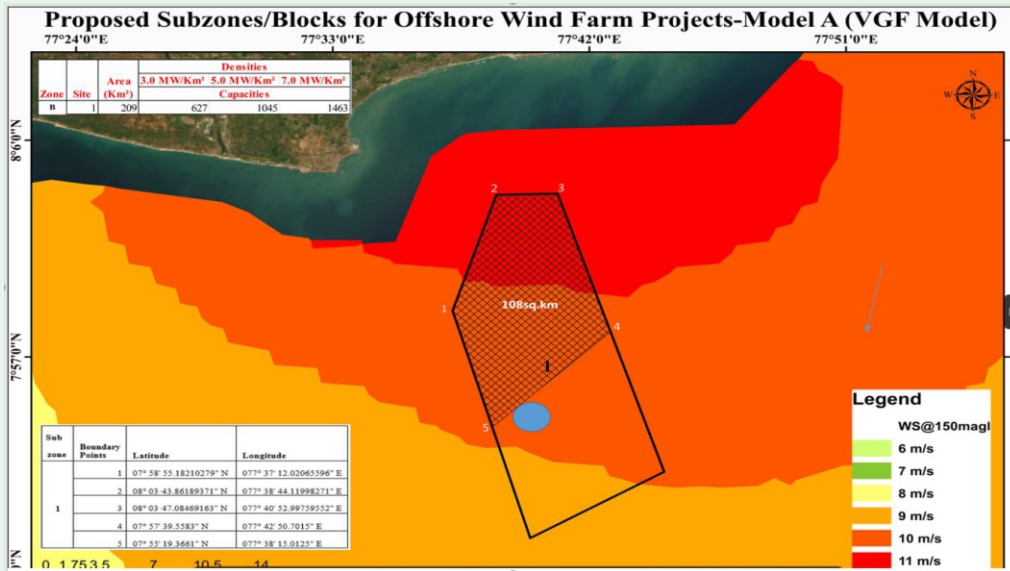 Proposed Subzones/Blocks for Offshore Wind Farm Projects-Model A (VGF Model)
77°24'0"E 77°33'0"E 77°42'0"E 77°51'0"E
Densities
Zone Site Area (Km²) 3.0 MW/Km² 5.0 MW/Km² 7.0 MW/Km²
Capacities
B 1 209 627 1045 1463
N
W E
S
8°6'0"N
2 3
108sq.km
1
4
7°57'0"N
1
5
Legend
WS@150magl
6 m/s
7 m/s
8 m/s
9 m/s
10 m/s
11 m/s
Sub zone Boundary Points Latitude Longitude
1 07° 58' 55.18210279" N 077° 37' 12.02065596" E
2 08° 03' 43.86189371" N 077° 38' 44.11998271" E
1 3 08° 03' 47.08469163" N 077° 40' 52.99759552" E
4 07° 57' 39.5583" N 077° 42' 50.7015" E
5 07° 55' 19.3661" N 077° 38' 15.0125" E
0 1.75 3.5 7 10.5 14